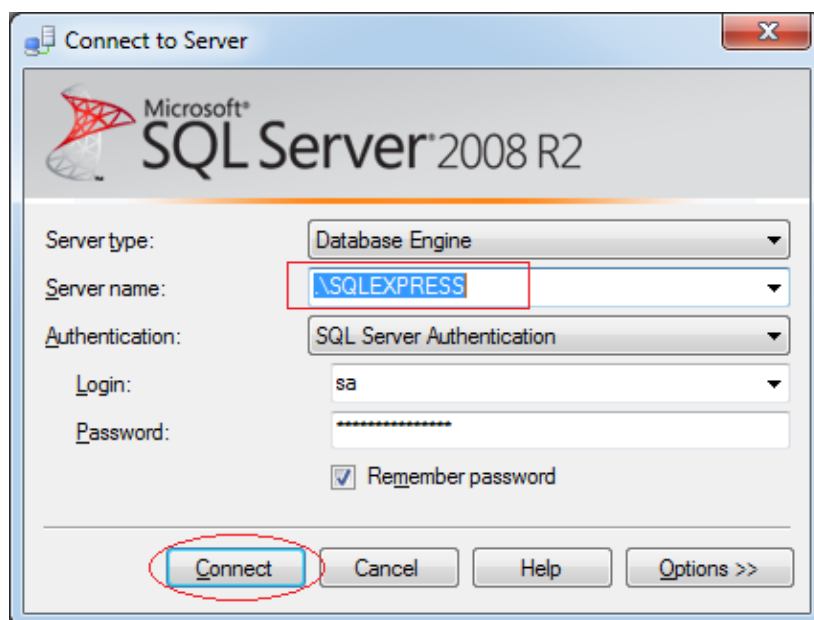 Connect to Server
Microsoft®
SQL Server® 2008 R2
Server type: Database Engine
Server name: .\SQLEXPRESS
Authentication: SQL Server Authentication
Login: sa
Password: ***************
Remember password
Connect Cancel Help Options >>